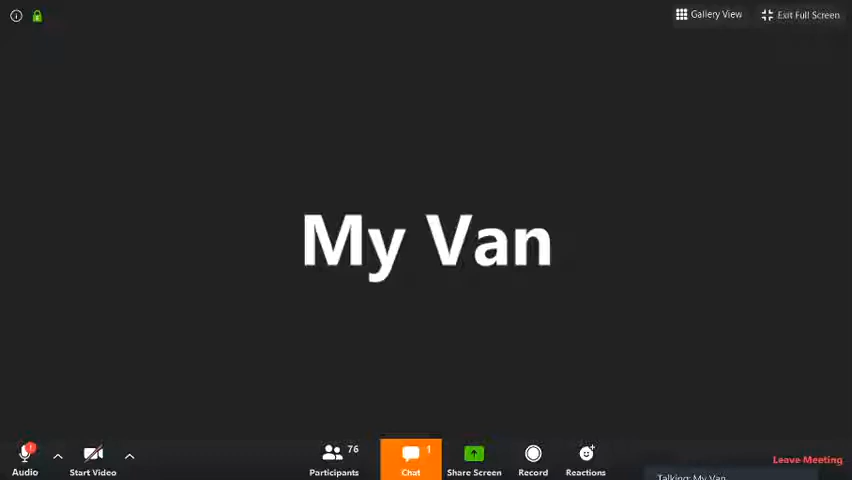 Gallery View
Exit Full Screen
My Van
76
1
Audio
Start Video
Participants
Chat
Share Screen
Record
Reactions
Leave Meeting
Talking: My Van